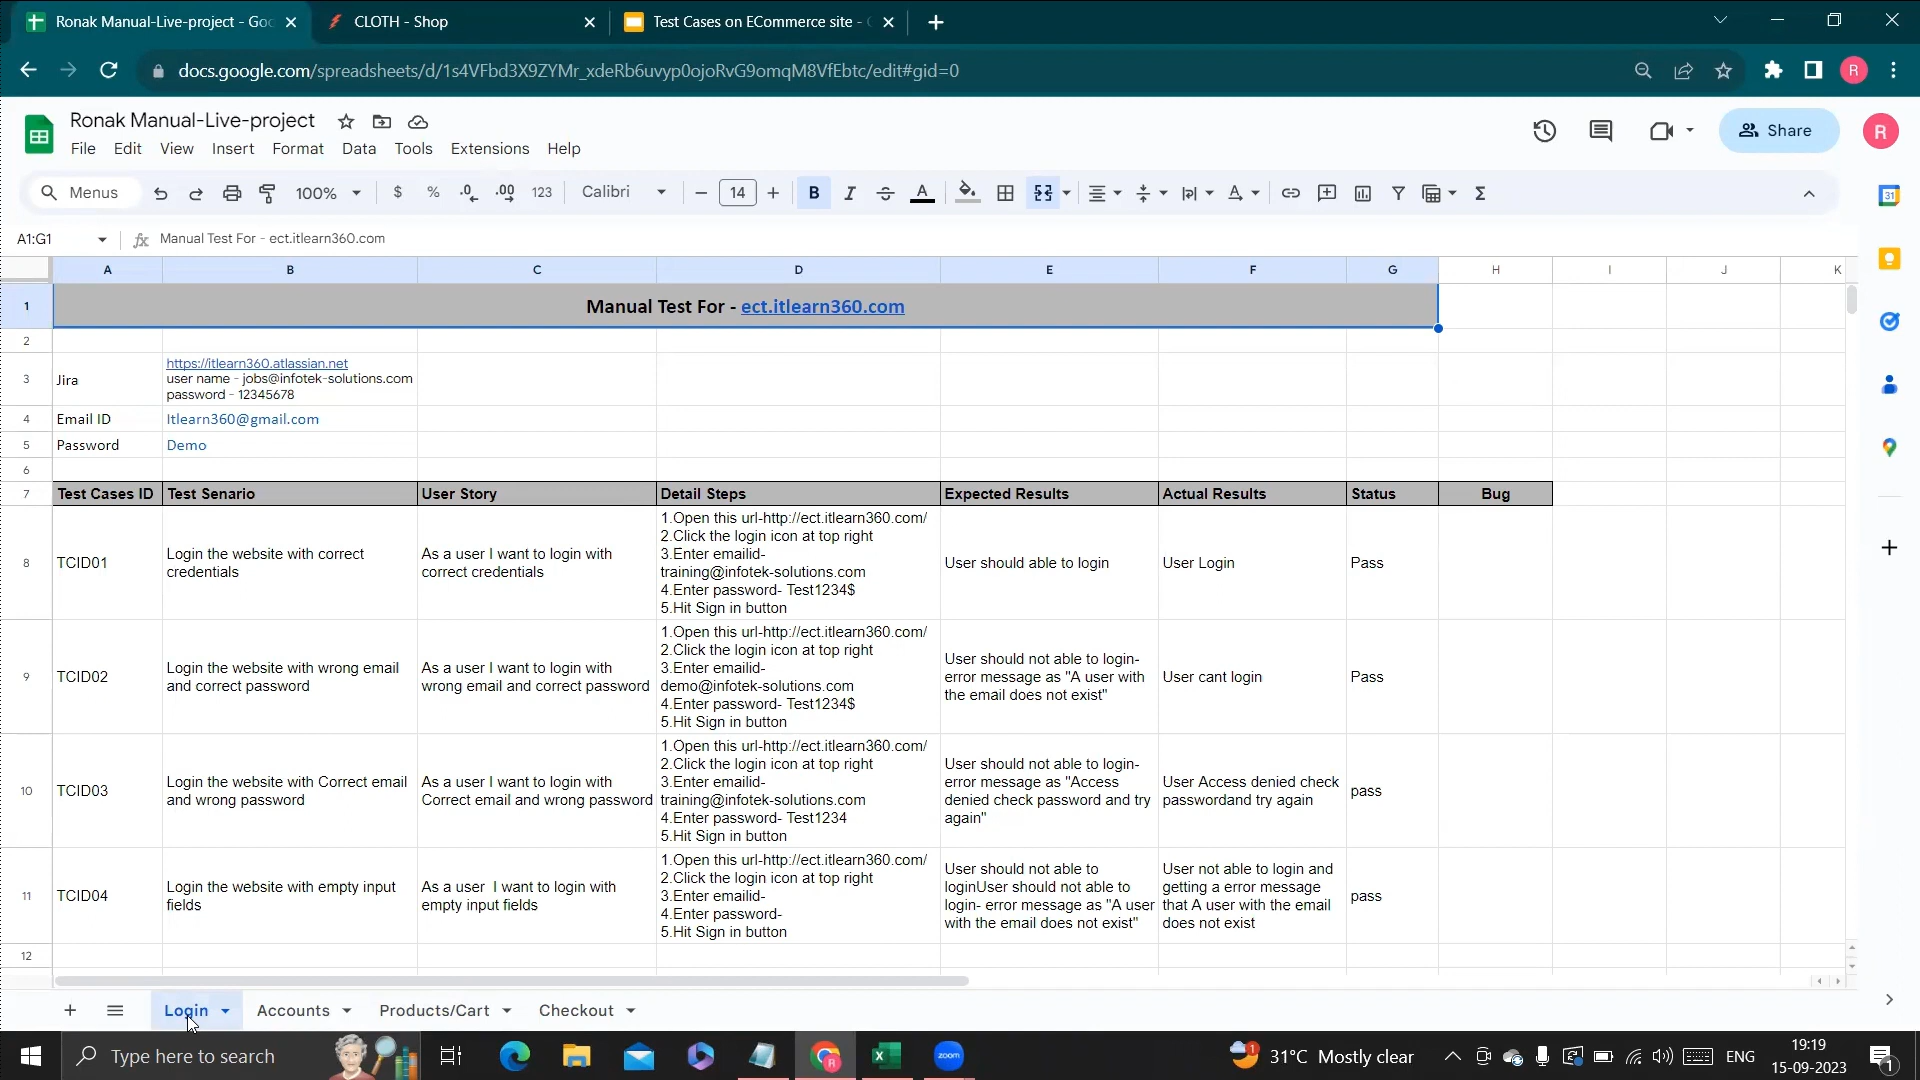 Ronak Manual-Live-project - Goo
CLOTH - Shop
Test Cases on ECommerce site -
docs.google.com/spreadsheets/d/1s4VFbd3X9ZYMr_xdeRb6uvyp0ojoRvG9omqM8VfEbtc/edit#gid=0
R
Ronak Manual-Live-project
File Edit View Insert Format Data Tools Extensions Help
Share
R
Menus 100% $ % .0 .00 123 Calibri 14 B I A
31
A1:G1 fx Manual Test For - ect.itlearn360.com
A B C D E F G H I J K
1 Manual Test For - ect.itlearn360.com
2
3 Jira
https://itlearn360.atlassian.net
user name - jobs@infotek-solutions.com
password - 12345678
4 Email ID Itlearn360@gmail.com
5 Password Demo
6
7 Test Cases ID Test Senario User Story Detail Steps Expected Results Actual Results Status Bug
8 TCID01
Login the website with correct
credentials
As a user I want to login with
correct credentials
1.Open this url-http://ect.itlearn360.com/
2.Click the login icon at top right
3.Enter emailid-
training@infotek-solutions.com
4.Enter password- Test1234$
5.Hit Sign in button
User should able to login
User Login
Pass
9 TCID02
Login the website with wrong email
and correct password
As a user I want to login with
wrong email and correct password
1.Open this url-http://ect.itlearn360.com/
2.Click the login icon at top right
3.Enter emailid-
demo@infotek-solutions.com
4.Enter password- Test1234$
5.Hit Sign in button
User should not able to login-
error message as "A user with
the email does not exist"
User cant login
Pass
10 TCID03
Login the website with Correct email
and wrong password
As a user I want to login with
Correct email and wrong password
1.Open this url-http://ect.itlearn360.com/
2.Click the login icon at top right
3.Enter emailid-
training@infotek-solutions.com
4.Enter password- Test1234
5.Hit Sign in button
User should not able to login-
error message as "Access
denied check password and try
again"
User Access denied check
passwordand try again
pass
11 TCID04
Login the website with empty input
fields
As a user  I want to login with
empty input fields
1.Open this url-http://ect.itlearn360.com/
2.Click the login icon at top right
3.Enter emailid-
4.Enter password-
5.Hit Sign in button
User should not able to
loginUser should not able to
login- error message as "A user
with the email does not exist"
User not able to login and
getting a error message
that A user with the email
does not exist
pass
12
Login Accounts Products/Cart Checkout
Type here to search
zoom
1
31°C Mostly clear
ENG
19:19
15-09-2023
1